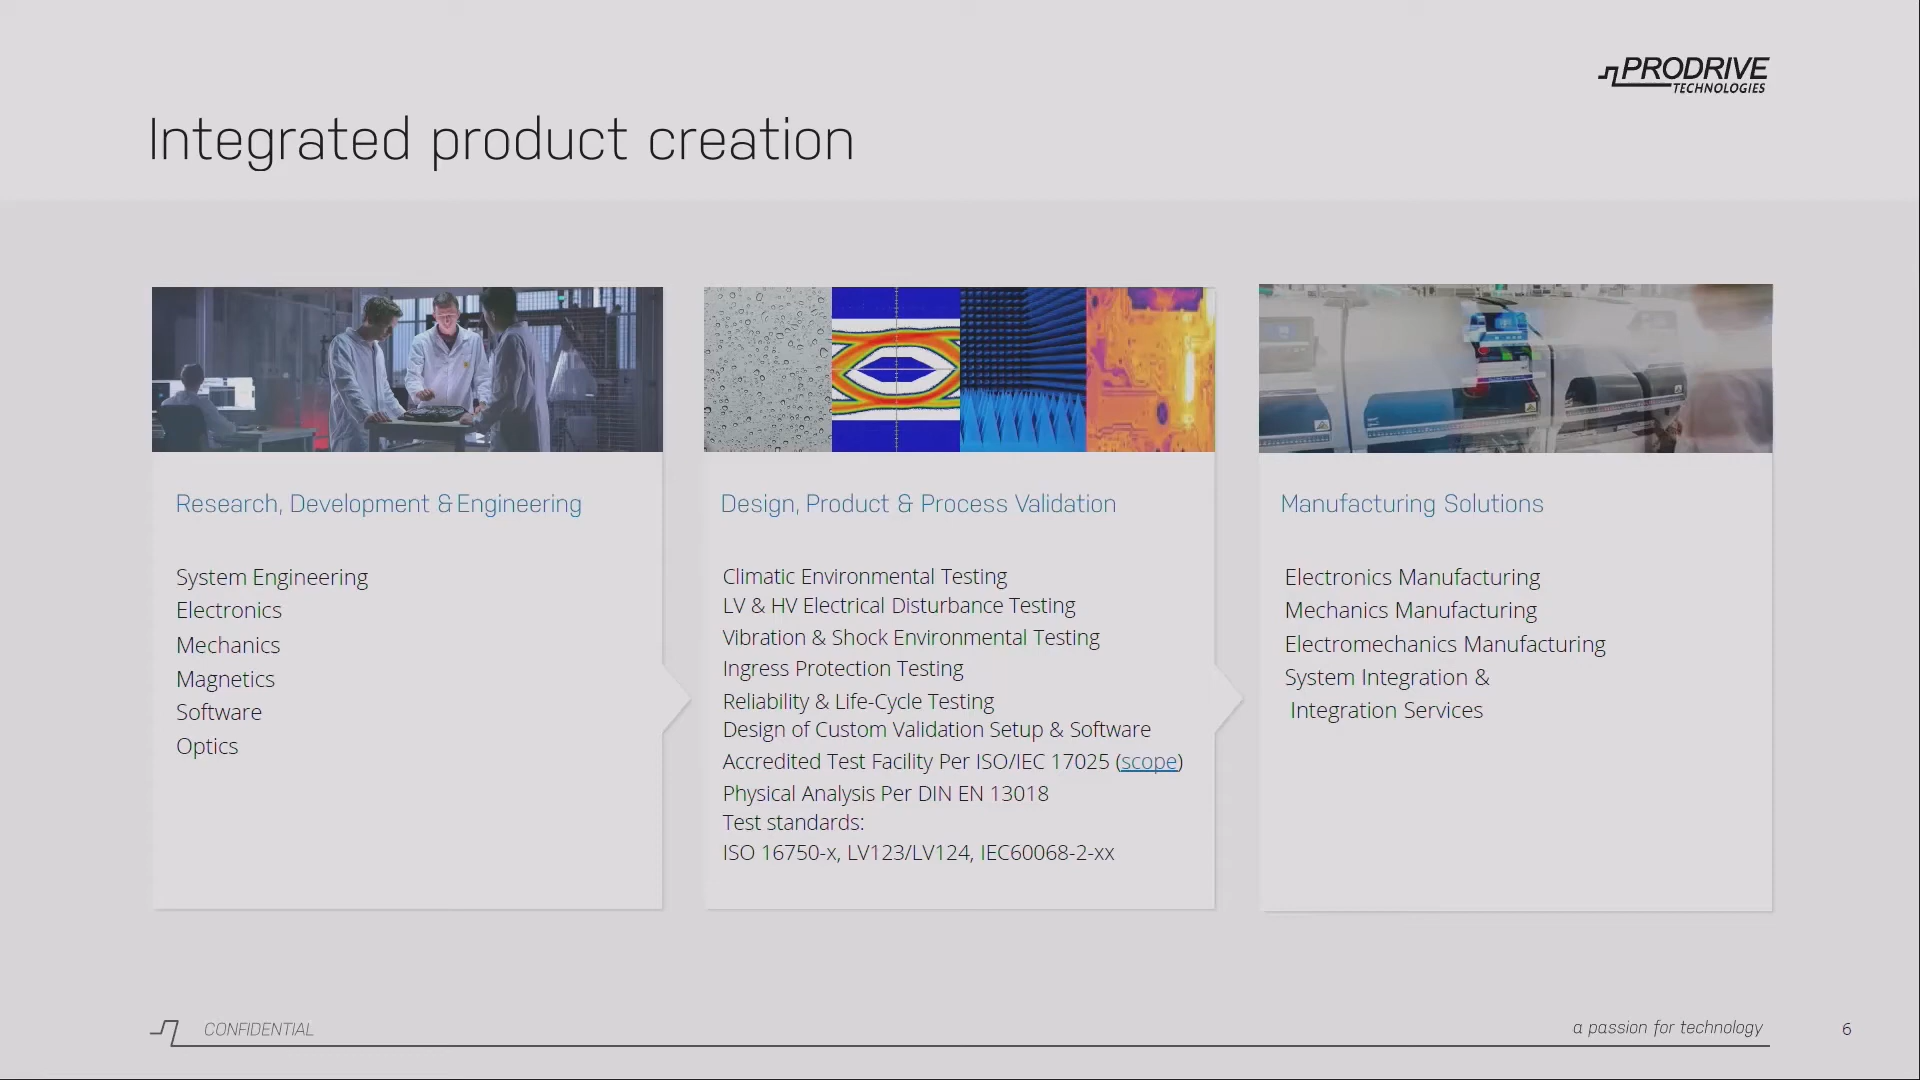 PRODRIVE
TECHNOLOGIES
Integrated product creation
Research, Development & Engineering
System Engineering
Electronics
Mechanics
Magnetics
Software
Optics
Design, Product & Process Validation
Climatic Environmental Testing
LV & HV Electrical Disturbance Testing
Vibration & Shock Environmental Testing
Ingress Protection Testing
Reliability & Life-Cycle Testing
Design of Custom Validation Setup & Software
Accredited Test Facility Per ISO/IEC 17025 (scope)
Physical Analysis Per DIN EN 13018
Test standards:
ISO 16750-x, LV123/LV124, IEC60068-2-xx
Manufacturing Solutions
Electronics Manufacturing
Mechanics Manufacturing
Electromechanics Manufacturing
System Integration &
Integration Services
CONFIDENTIAL
a passion for technology
6